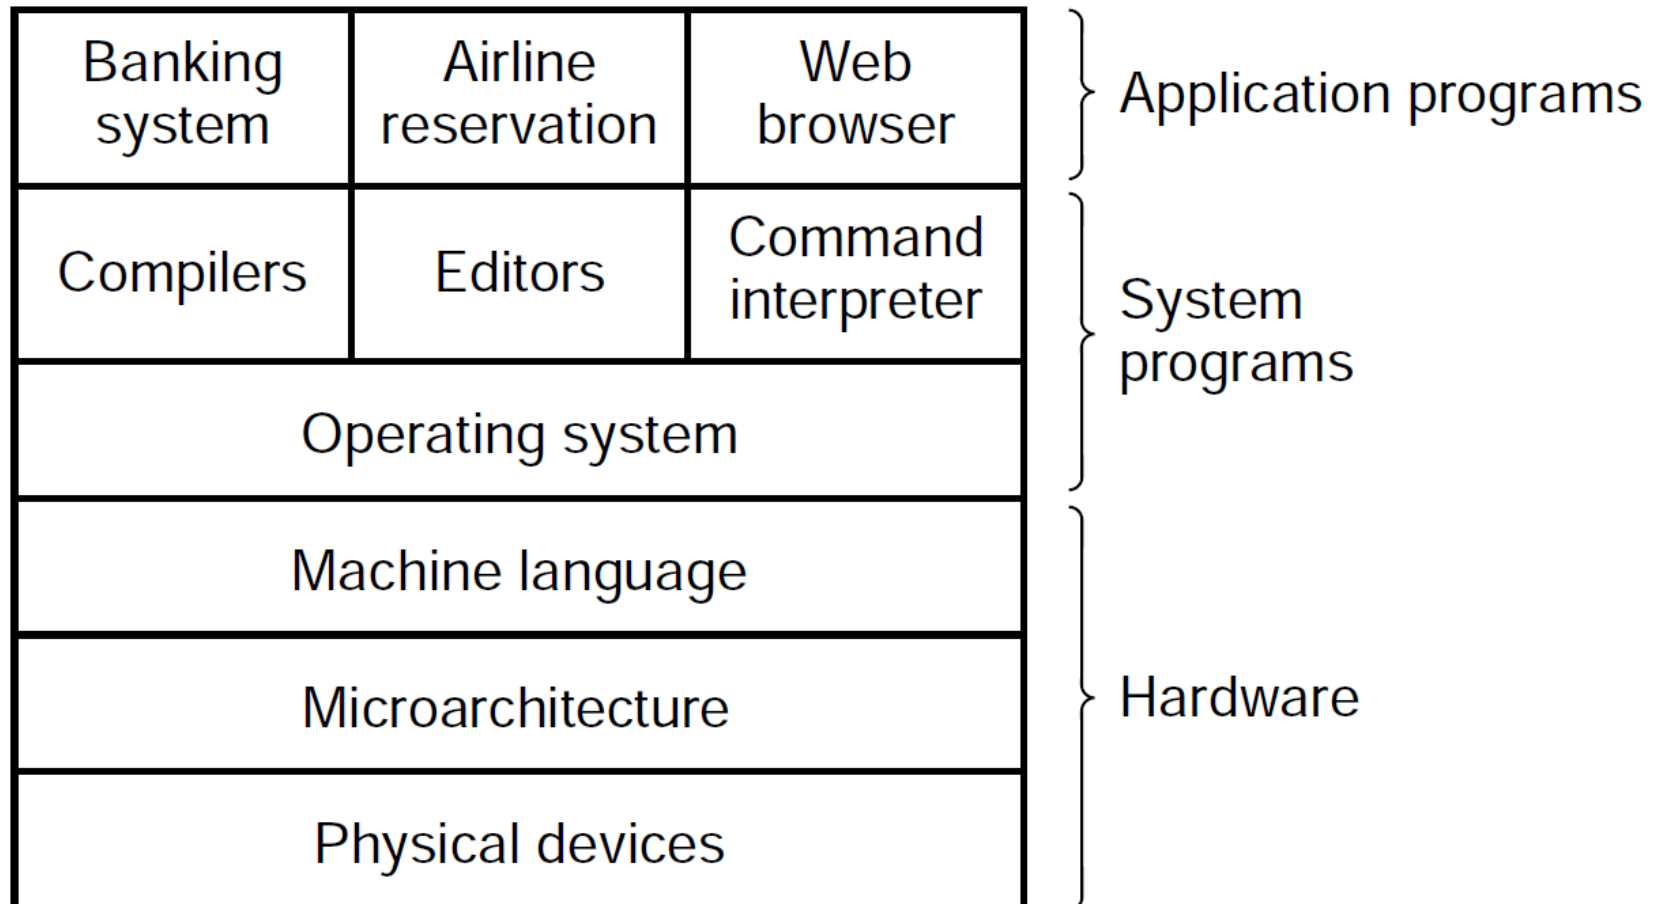 Banking
system
Airline
reservation
Web
browser
Application programs
Compilers
Editors
Command
interpreter
System
programs
Operating system
Machine language
Microarchitecture
Hardware
Physical devices